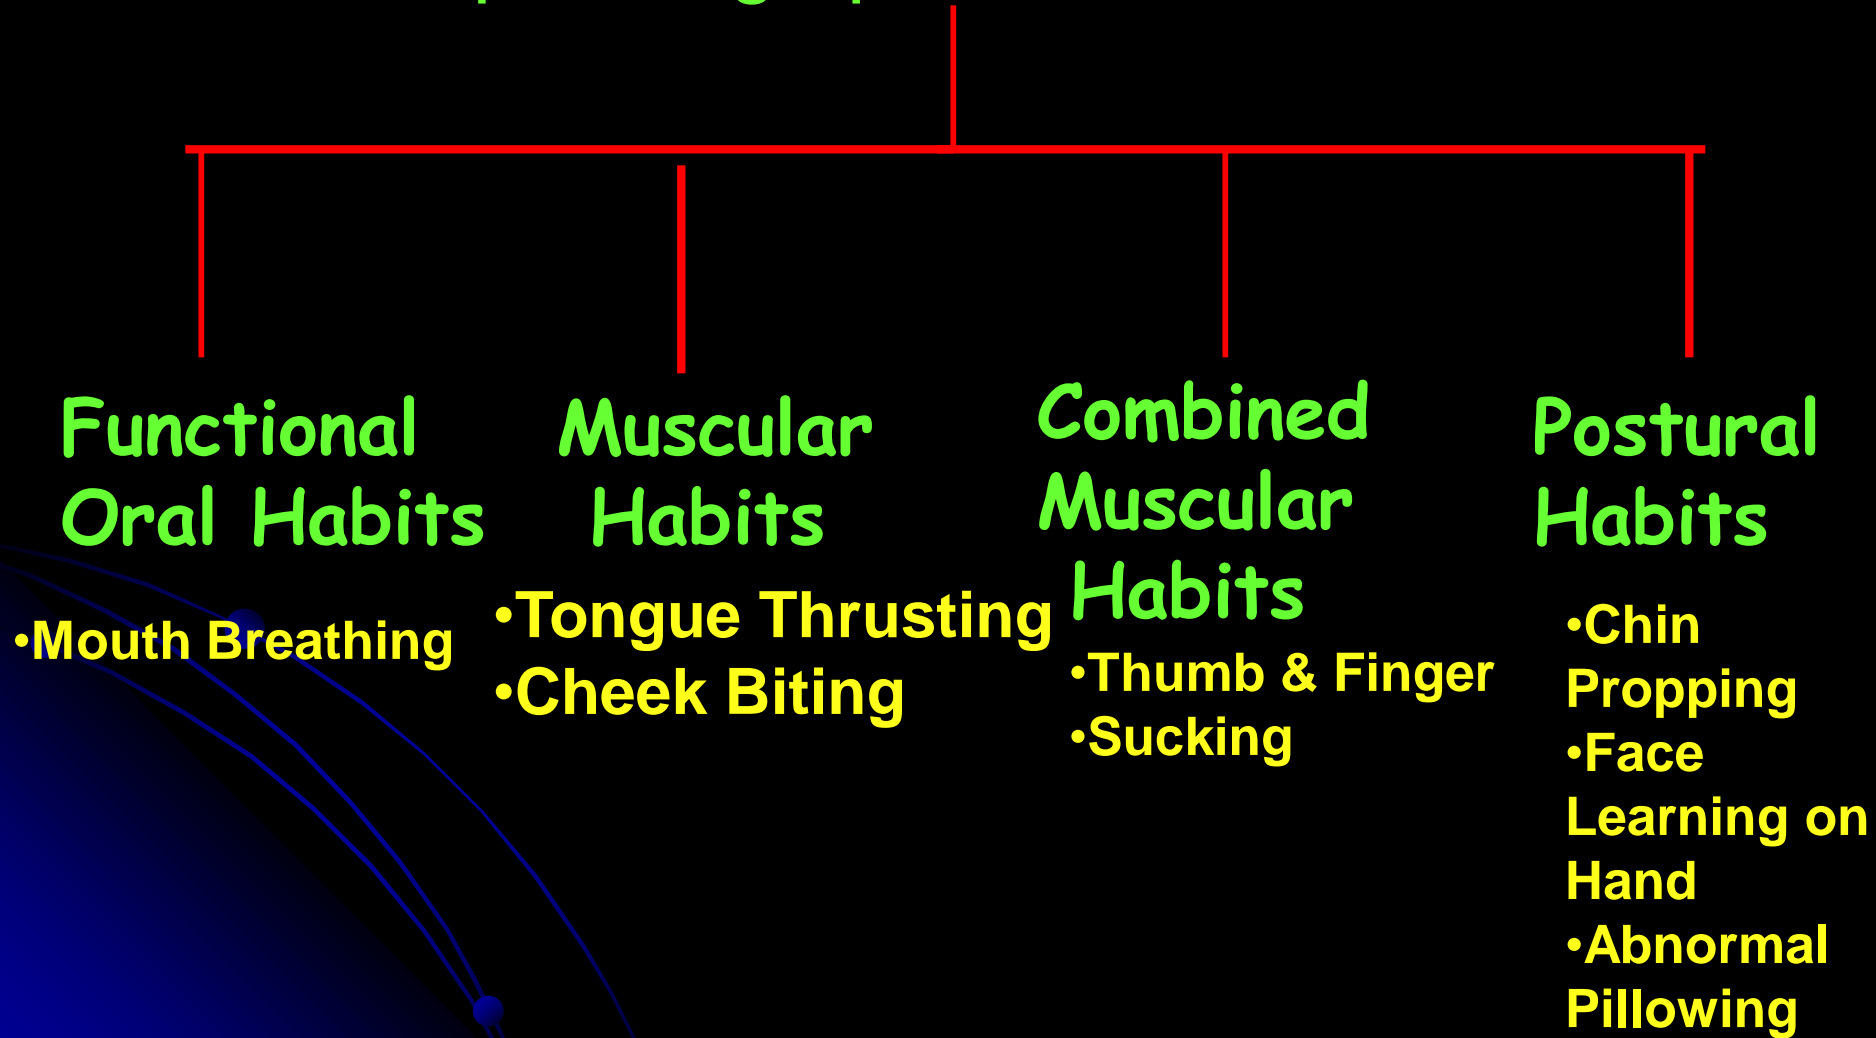 Functional
Oral Habits
•Mouth Breathing
Muscular
Habits
•Tongue Thrusting
•Cheek Biting
Combined
Muscular
Habits
•Thumb & Finger
•Sucking
Postural
Habits
•Chin
Propping
•Face
Learning on
Hand
•Abnormal
Pillowing